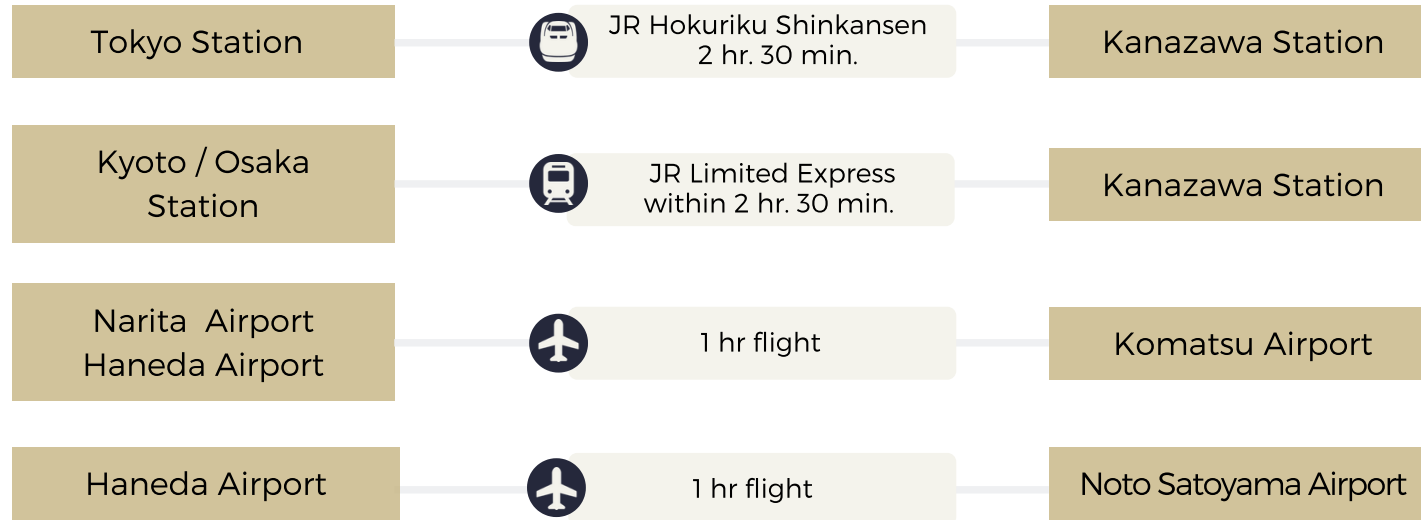 Tokyo Station
JR Hokuriku Shinkansen
2 hr. 30 min.
Kanazawa Station
Kyoto / Osaka
Station
JR Limited Express
within 2 hr. 30 min.
Kanazawa Station
Narita Airport
Haneda Airport
1 hr flight
Komatsu Airport
Haneda Airport
1 hr flight
Noto Satoyama Airport